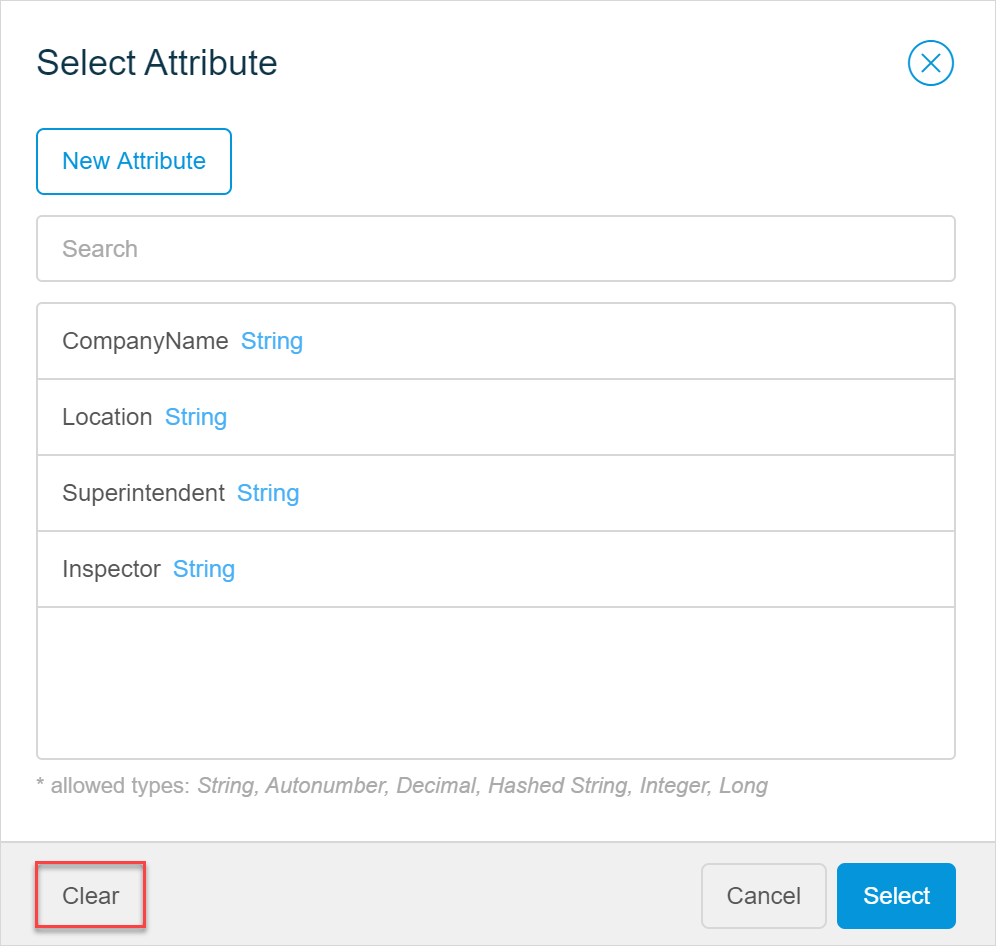 Select Attribute
New Attribute
Search
CompanyName String
Location String
Superintendent String
Inspector String
* allowed types: String, Autonumber, Decimal, Hashed String, Integer, Long
Clear Cancel Select